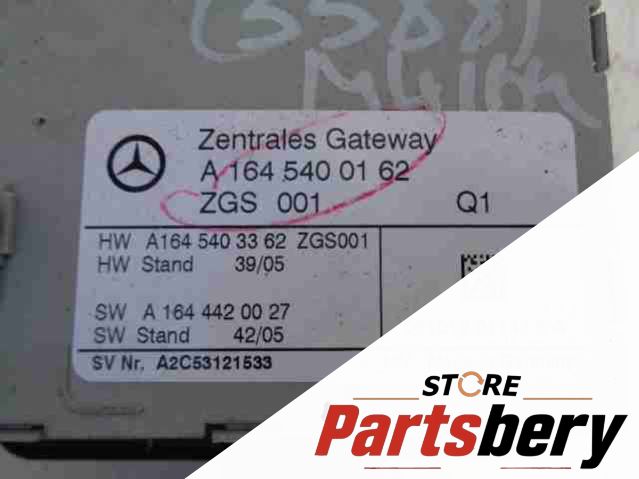 (5588)
Zentrales Gateway
A 164 540 01 62
ZGS 001 Q1
HW A164 540 33 62 ZGS001
HW Stand 39/05
SW A 164 442 00 27
SW Stand 42/05
SV Nr. A2C53121533
STORE
Partsbery